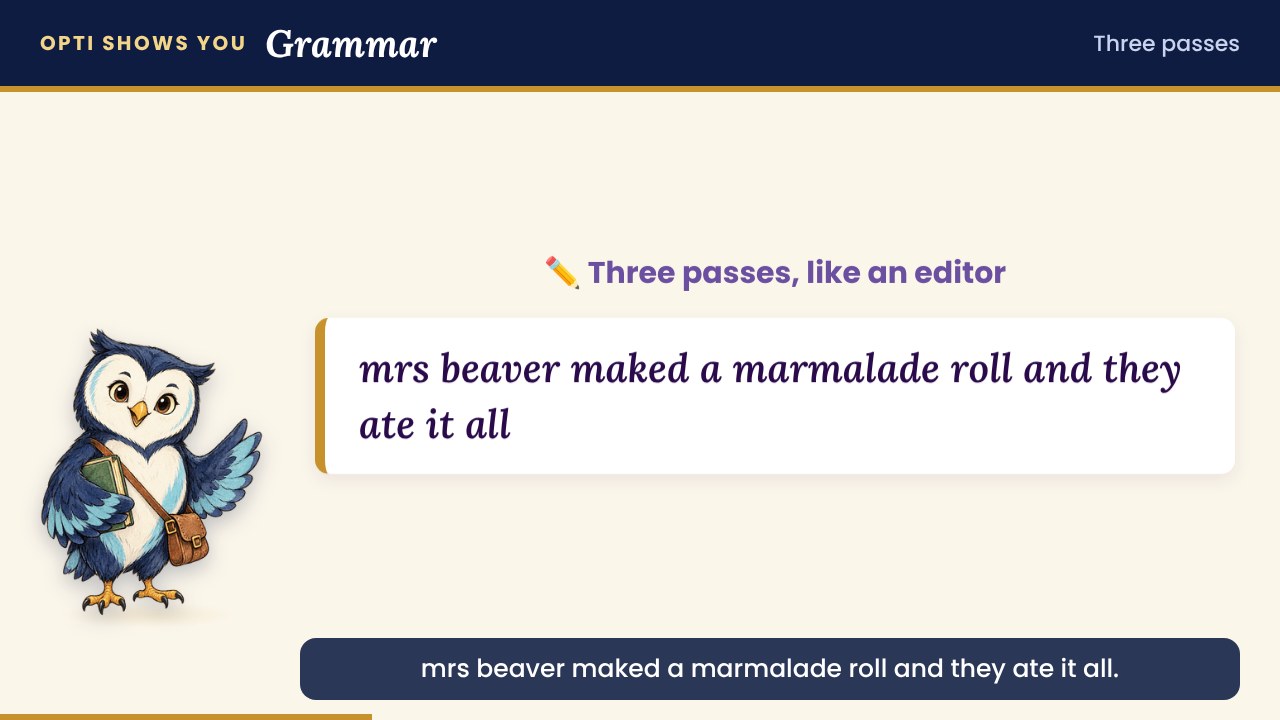 OPTI SHOWS YOU Grammar
Three passes
✏️ Three passes, like an editor
mrs beaver maked a marmalade roll and they
ate it all
mrs beaver maked a marmalade roll and they ate it all.